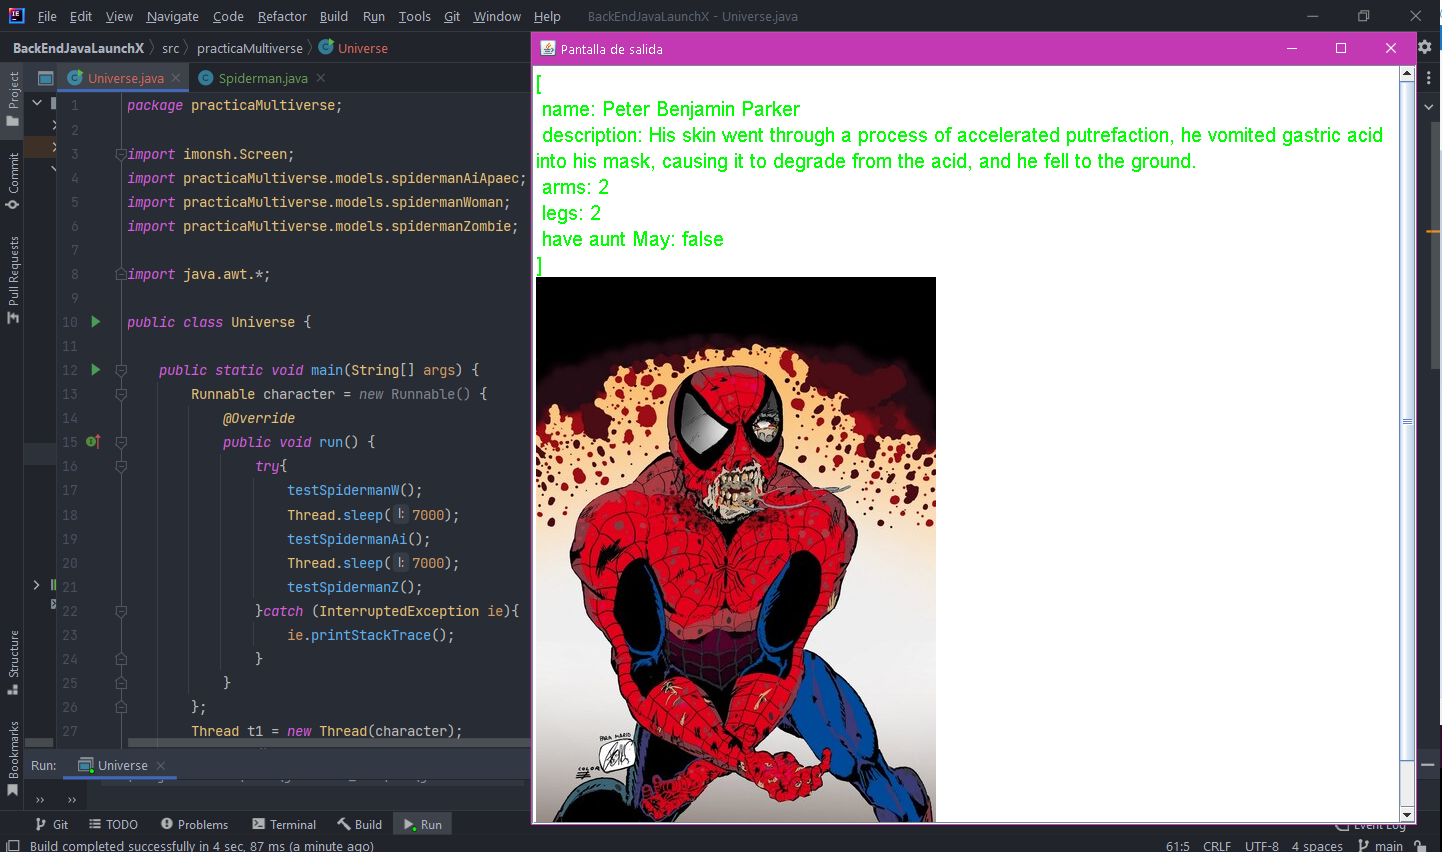 File Edit View Navigate Code Refactor Build Run Tools Git Window Help BackEndJavaLaunchX - Universe.java
BackEndJavaLaunchX src practicaMultiverse Universe
Universe.java Spiderman.java
Project
Commit
Pull Requests
Structure
Bookmarks
1 package practicaMultiverse;
2
3 import imonsh.Screen;
4 import practicaMultiverse.models.spidermanAiApaec;
5 import practicaMultiverse.models.spidermanWoman;
6 import practicaMultiverse.models.spidermanZombie;
7
8 import java.awt.*;
9
10 public class Universe {
11
12 public static void main(String[] args) {
13 Runnable character = new Runnable() {
14 @Override
15 public void run() {
16 try{
17 testSpidermanW();
18 Thread.sleep( l: 7000);
19 testSpidermanAi();
20 Thread.sleep( l: 7000);
21 testSpidermanZ();
22 }catch (InterruptedException ie){
23 ie.printStackTrace();
24 }
25 }
26 };
27 Thread t1 = new Thread(character);
Pantalla de salida
[
name: Peter Benjamin Parker
description: His skin went through a process of accelerated putrefaction, he vomited gastric acid
into his mask, causing it to degrade from the acid, and he fell to the ground.
arms: 2
legs: 2
have aunt May: false
]
PARA MARIO
COLOR
Run: Universe
Git TODO Problems Terminal Build Run Event Log
Build completed successfully in 4 sec, 87 ms (a minute ago) 61:5 CRLF UTF-8 4 spaces main